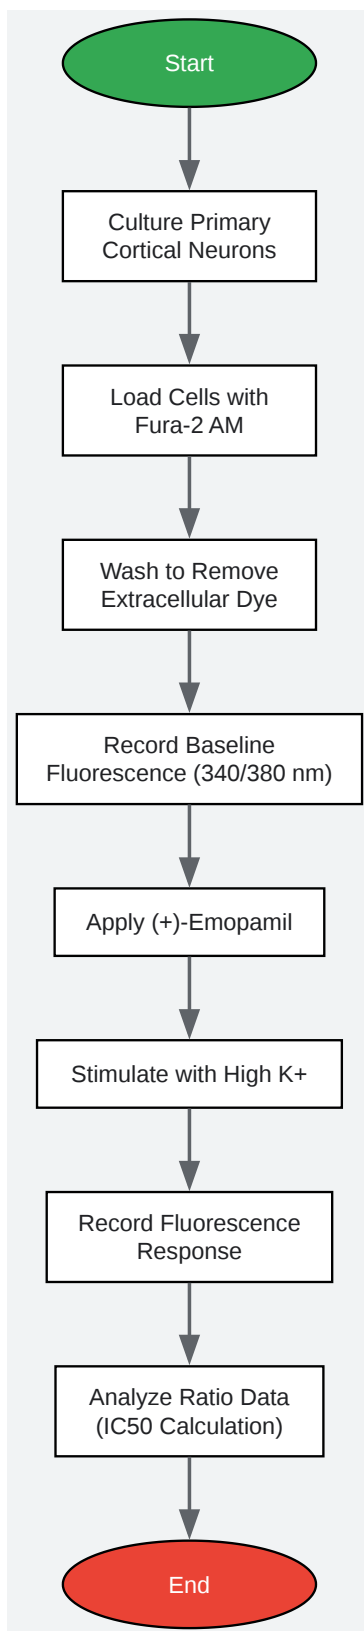 Start
Culture Primary
Cortical Neurons
Load Cells with
Fura-2 AM
Wash to Remove
Extracellular Dye
Record Baseline
Fluorescence (340/380 nm)
Apply (+)-Emopamil
Stimulate with High K+
Record Fluorescence
Response
Analyze Ratio Data
(IC50 Calculation)
End